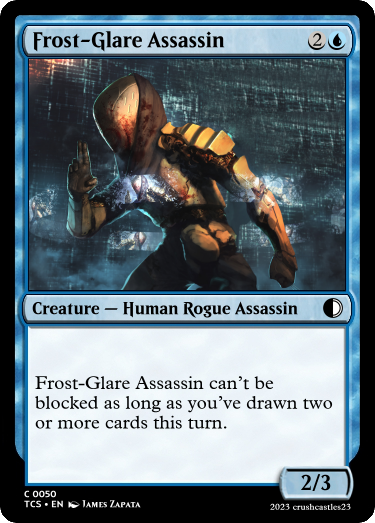 Frost-Glare Assassin 2
Creature — Human Rogue Assassin
Frost-Glare Assassin can't be
blocked as long as you've drawn two
or more cards this turn.
2/3
C 0050
TCS • EN James Zapata
2023 crushcastles23